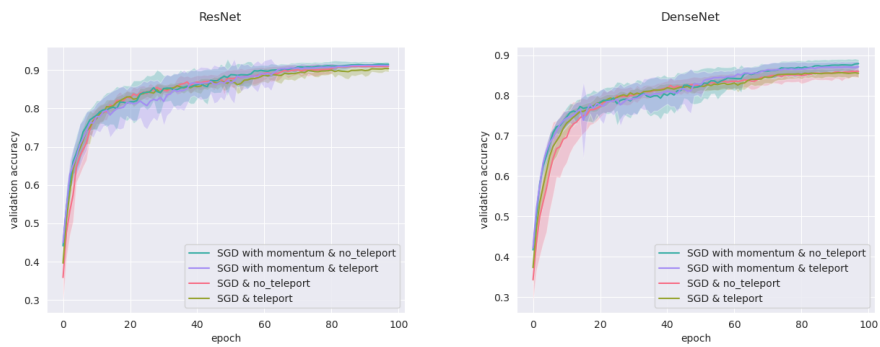 ResNet
0.9
0.8
0.7
0.6
0.5
0.4
0.3
validation accuracy
0 20 40 60 80 100
epoch
SGD with momentum & no_teleport
SGD with momentum & teleport
SGD & no_teleport
SGD & teleport
DenseNet
0.9
0.8
0.7
0.6
0.5
0.4
0.3
validation accuracy
0 20 40 60 80 100
epoch
SGD with momentum & no_teleport
SGD with momentum & teleport
SGD & no_teleport
SGD & teleport